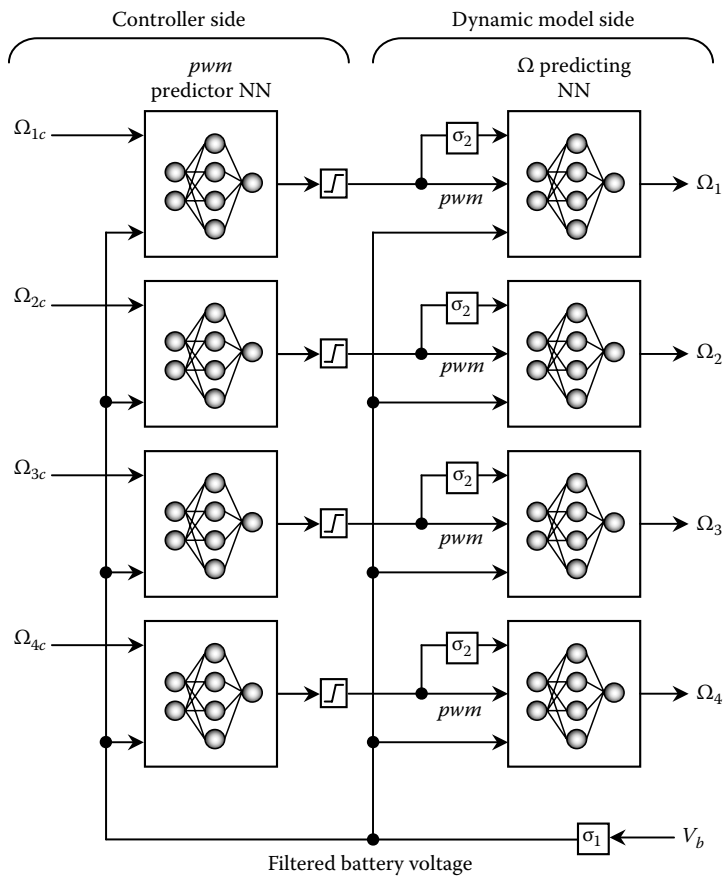 Controller side
Dynamic model side
pwm
predictor NN
Ω predicting
NN
Ω1c
σ2
pwm
Ω1
Ω2c
σ2
pwm
Ω2
Ω3c
σ2
pwm
Ω3
Ω4c
σ2
pwm
Ω4
σ1
Vb
Filtered battery voltage